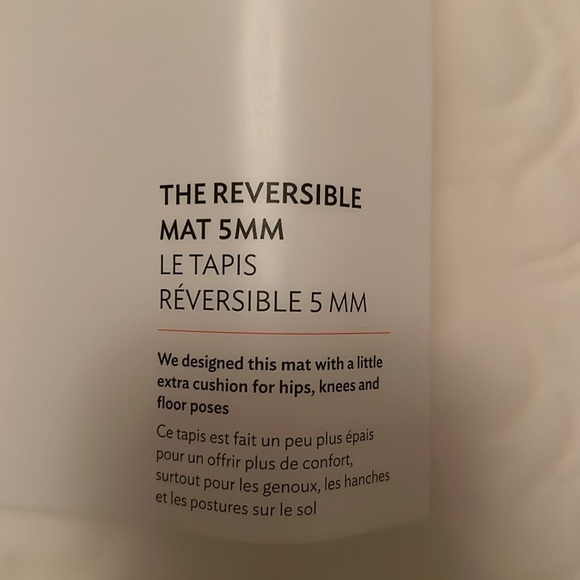 THE REVERSIBLE
MAT 5MM
LE TAPIS
RÉVERSIBLE 5 MM
We designed this mat with a little
extra cushion for hips, knees and
floor poses
Ce tapis est fait un peu plus épais
pour un offrir plus de confort,
surtout pour les genoux, les hanches
et les postures sur le sol